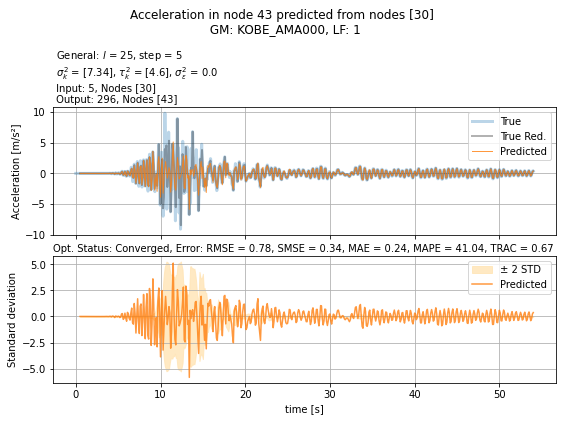 Acceleration in node 43 predicted from nodes [30]
GM: KOBE_AMA000, LF: 1
General: l = 25, step = 5
σ²ₖ = [7.34], τ²ₖ = [4.6], σ²_ε = 0.0
Input: 5, Nodes [30]
Output: 296, Nodes [43]
Acceleration [m/s²]
10
5
0
−5
−10
True
True Red.
Predicted
Opt. Status: Converged, Error: RMSE = 0.78, SMSE = 0.34, MAE = 0.24, MAPE = 41.04, TRAC = 0.67
Standard deviation
5.0
2.5
0.0
−2.5
−5.0
± 2 STD
Predicted
0
10
20
30
40
50
time [s]